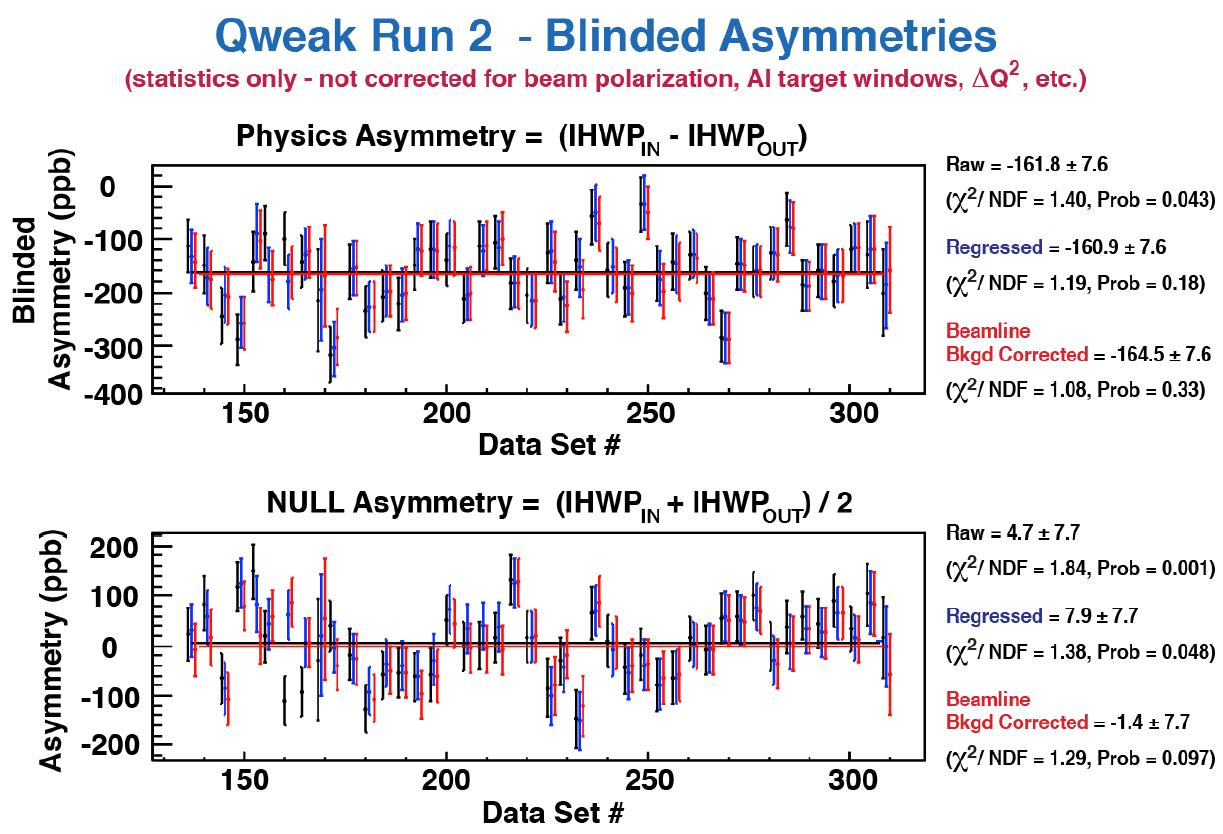 Qweak Run 2 - Blinded Asymmetries
(statistics only - not corrected for beam polarization, Al target windows, ΔQ², etc.)
Physics Asymmetry = (IHWP_IN - IHWP_OUT)
Blinded
Asymmetry (ppb)
0
-100
-200
-300
-400
150
200
250
300
Data Set #
Raw = -161.8 ± 7.6
(χ²/ NDF = 1.40, Prob = 0.043)
Regressed = -160.9 ± 7.6
(χ²/ NDF = 1.19, Prob = 0.18)
Beamline
Bkgd Corrected = -164.5 ± 7.6
(χ²/ NDF = 1.08, Prob = 0.33)
NULL Asymmetry = (IHWP_IN + IHWP_OUT) / 2
Asymmetry (ppb)
200
100
0
-100
-200
150
200
250
300
Data Set #
Raw = 4.7 ± 7.7
(χ²/ NDF = 1.84, Prob = 0.001)
Regressed = 7.9 ± 7.7
(χ²/ NDF = 1.38, Prob = 0.048)
Beamline
Bkgd Corrected = -1.4 ± 7.7
(χ²/ NDF = 1.29, Prob = 0.097)